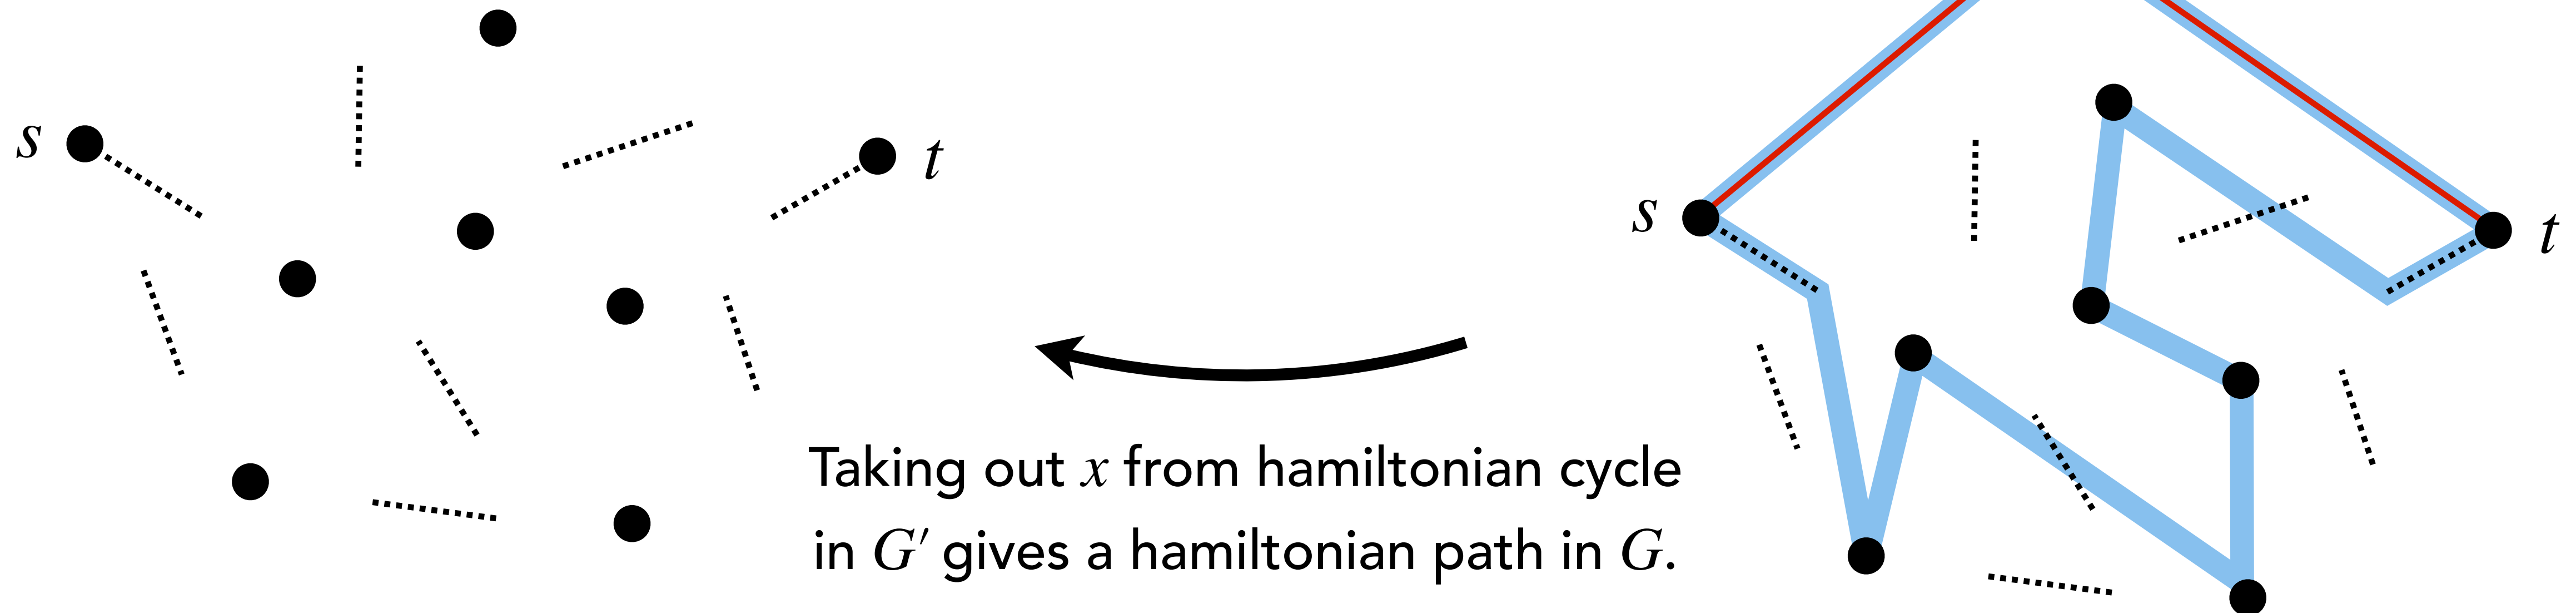 s
t
s
t
Taking out x from hamiltonian cycle
in G′ gives a hamiltonian path in G.